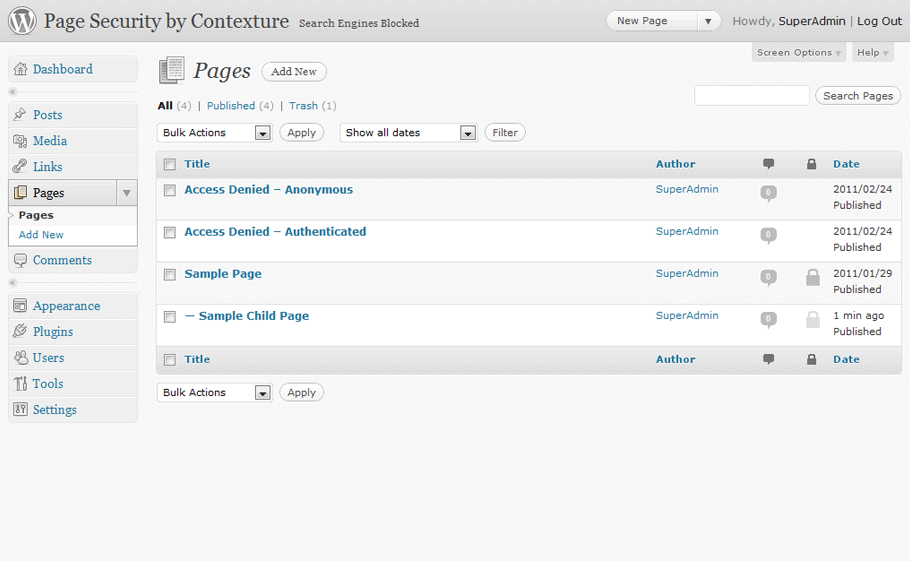 Page Security by Contexture Search Engines Blocked New Page Howdy, SuperAdmin | Log Out
Screen Options Help
Dashboard
Posts
Media
Links
Pages
Pages
Add New
Comments
Appearance
Plugins
Users
Tools
Settings
Pages Add New
All (4) | Published (4) | Trash (1)
Search Pages
Bulk Actions Apply Show all dates Filter
Title Author Date
Access Denied – Anonymous SuperAdmin 0 2011/02/24
Published
Access Denied – Authenticated SuperAdmin 0 2011/02/24
Published
Sample Page SuperAdmin 0 2011/01/29
Published
— Sample Child Page SuperAdmin 0 1 min ago
Published
Title Author Date
Bulk Actions Apply